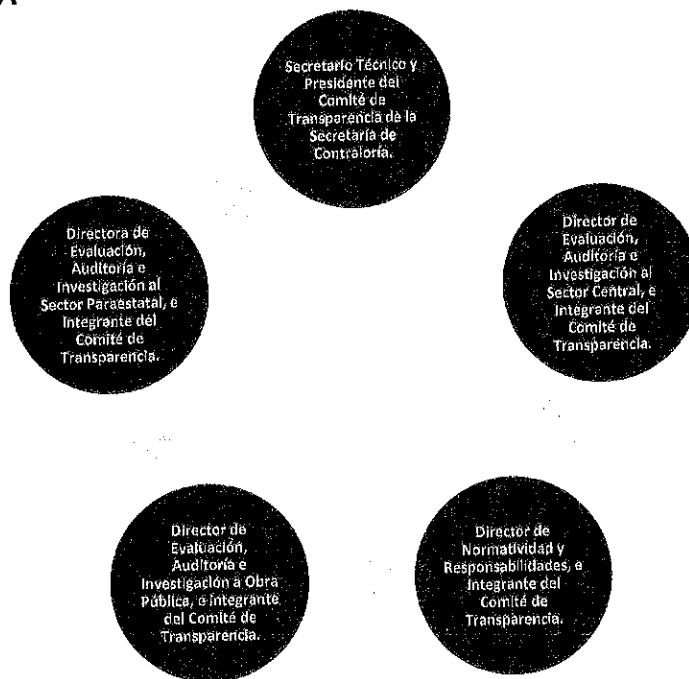 Secretario Técnico y
Presidente del
Comité de
Transparencia de la
Secretaría de
Contraloría.
Directora de
Evaluación,
Auditoría e
Investigación al
Sector Paraestatal, e
Integrante del
Comité de
Transparencia.
Director de
Evaluación,
Auditoría e
Investigación al
Sector Central, e
Integrante del
Comité de
Transparencia.
Director de
Evaluación,
Auditoría e
Investigación a Obra
Pública, e integrante
del Comité de
Transparencia.
Director de
Normatividad y
Responsabilidades, e
Integrante del
Comité de
Transparencia.